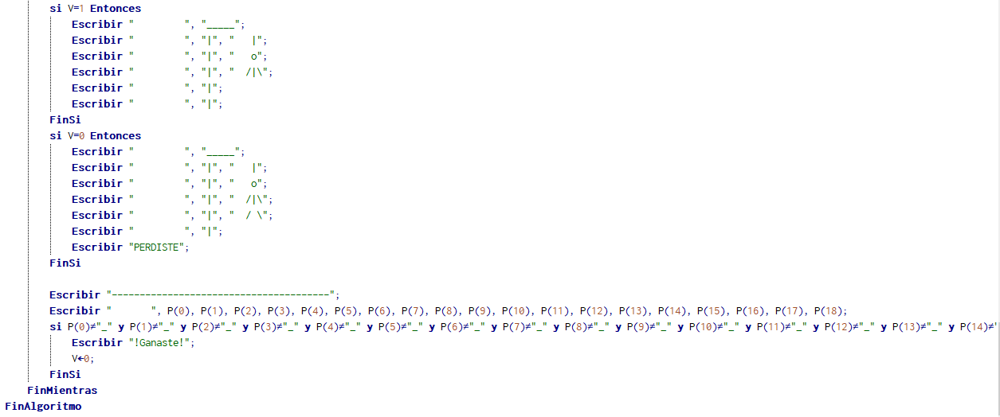 si V=1 Entonces
Escribir "         ", "_____";
Escribir "         ", "|", "   |";
Escribir "         ", "|", "   o";
Escribir "         ", "|", "  /|\";
Escribir "         ", "|";
Escribir "         ", "|";
FinSi
si V=0 Entonces
Escribir "         ", "_____";
Escribir "         ", "|", "   |";
Escribir "         ", "|", "   o";
Escribir "         ", "|", "  /|\";
Escribir "         ", "|", "  / \";
Escribir "         ", "|";
Escribir "PERDISTE";
FinSi
Escribir "---------------------------------------";
Escribir "       ", P(0), P(1), P(2), P(3), P(4), P(5), P(6), P(7), P(8), P(9), P(10), P(11), P(12), P(13), P(14), P(15), P(16), P(17), P(18);
si P(0)≠"_" y P(1)≠"_" y P(2)≠"_" y P(3)≠"_" y P(4)≠"_" y P(5)≠"_" y P(6)≠"_" y P(7)≠"_" y P(8)≠"_" y P(9)≠"_" y P(10)≠"_" y P(11)≠"_" y P(12)≠"_" y P(13)≠"_" y P(14)≠"
Escribir "!Ganaste!";
V←0;
FinSi
FinMientras
FinAlgoritmo